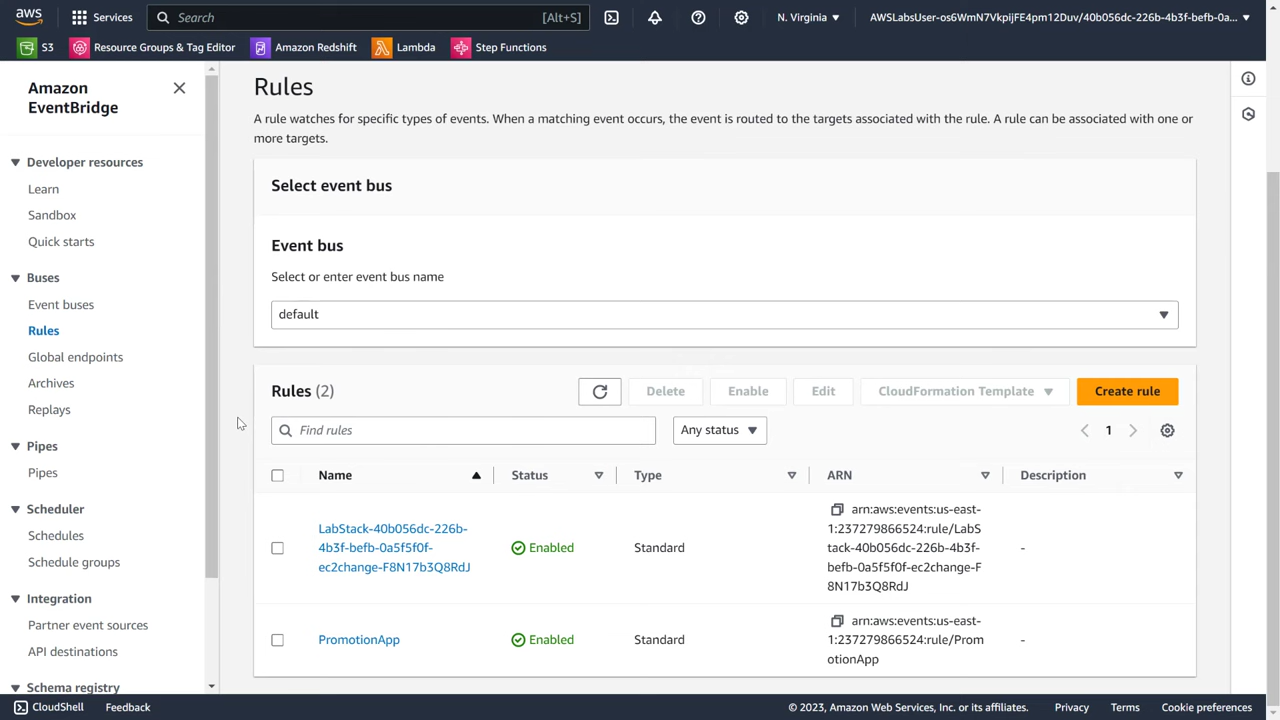 aws
Services
Search
[Alt+S]
N. Virginia
AWSLabsUser-os6WmN7VkpijFE4pm12Duv/40b056dc-226b-4b3f-befb-0a...
S3
Resource Groups & Tag Editor
Amazon Redshift
Lambda
Step Functions
Amazon
EventBridge
Developer resources
Learn
Sandbox
Quick starts
Buses
Event buses
Rules
Global endpoints
Archives
Replays
Pipes
Pipes
Scheduler
Schedules
Schedule groups
Integration
Partner event sources
API destinations
Schema registry
Rules
A rule watches for specific types of events. When a matching event occurs, the event is routed to the targets associated with the rule. A rule can be associated with one or
more targets.
Select event bus
Event bus
Select or enter event bus name
default
Rules (2)
Delete
Enable
Edit
CloudFormation Template
Create rule
Find rules
Any status
1
Name
Status
Type
ARN
Description
LabStack-40b056dc-226b-
4b3f-befb-0a5f5f0f-
ec2change-F8N17b3Q8RdJ
Enabled
Standard
arn:aws:events:us-east-
1:237279866524:rule/LabS
tack-40b056dc-226b-4b3f-
befb-0a5f5f0f-ec2change-F
8N17b3Q8RdJ
-
PromotionApp
Enabled
Standard
arn:aws:events:us-east-
1:237279866524:rule/Prom
otionApp
-
CloudShell
Feedback
© 2023, Amazon Web Services, Inc. or its affiliates.
Privacy
Terms
Cookie preferences